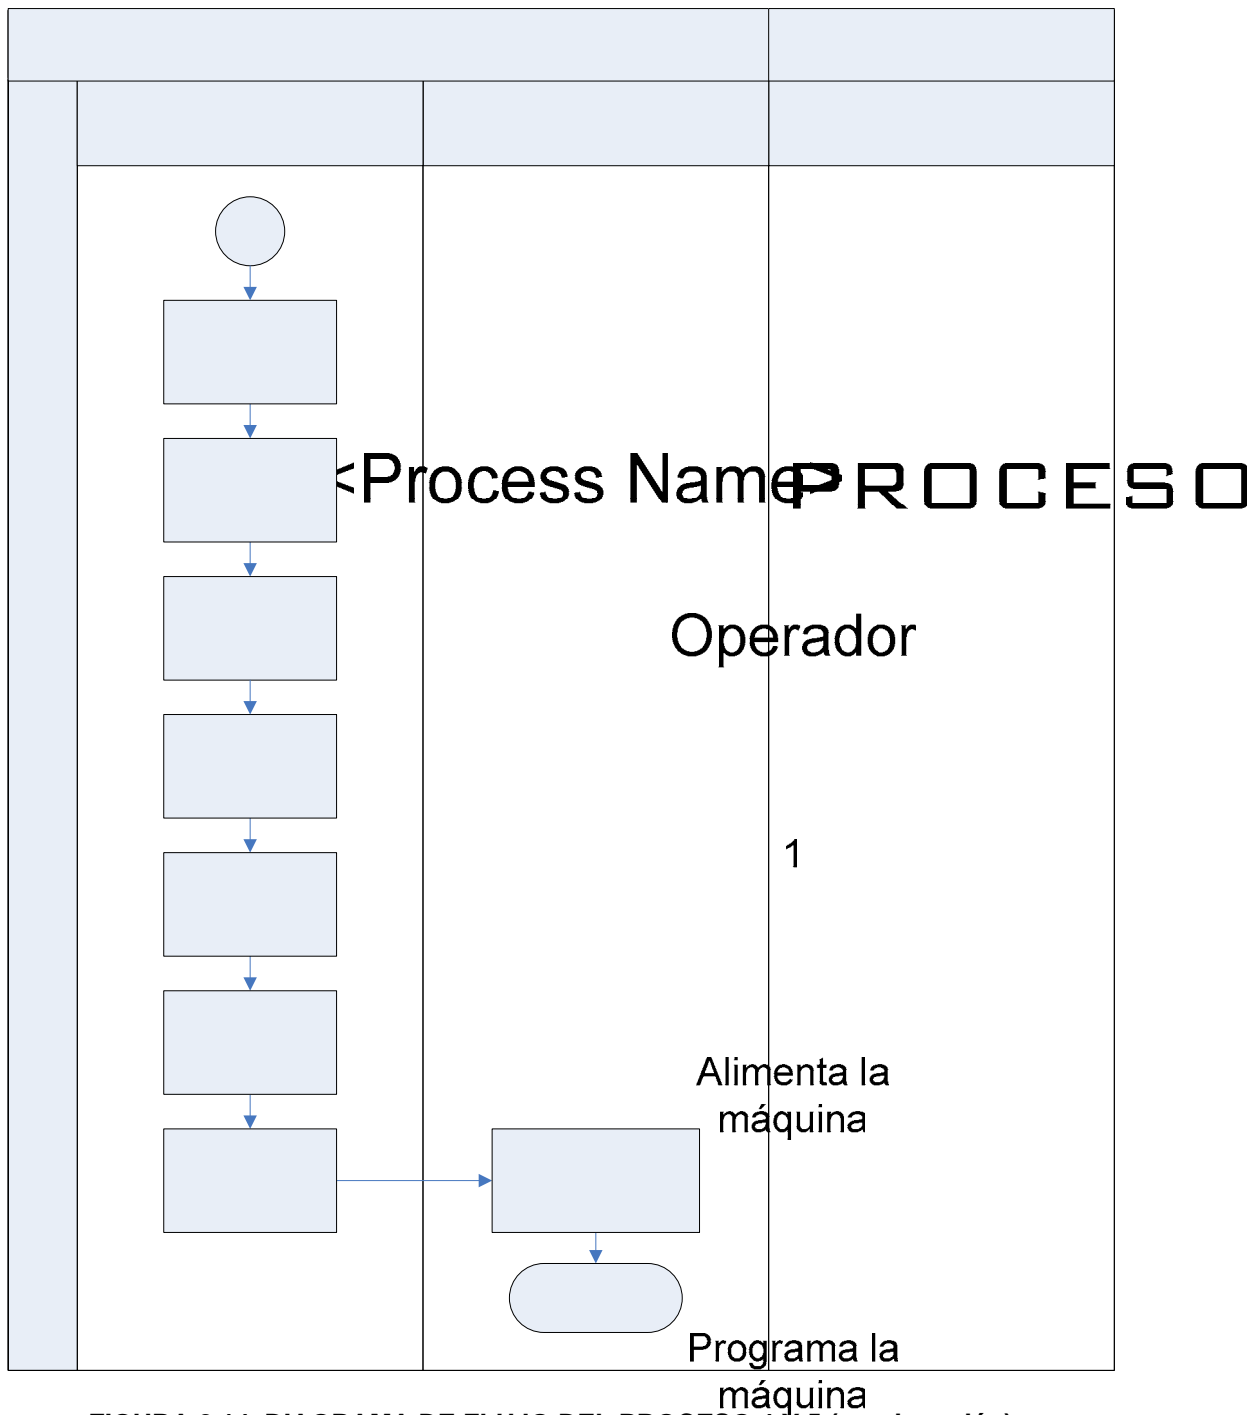 <Process Name>
PROCESO
Operador
1
Alimenta la
máquina
Programa la
máquina